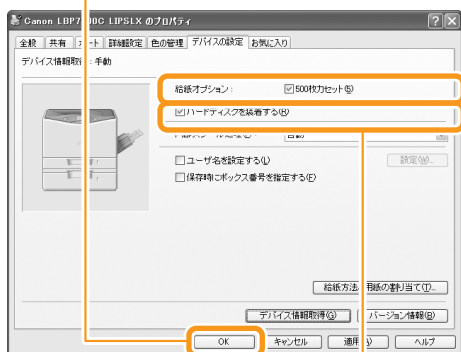 Canon LBP7 00C LIPSLX のプロパティ
全般 共有 ポート 詳細設定 色の管理 デバイスの設定 お気に入り
デバイス情報取得: 手動
給紙オプション: 500枚カセット(6)
ハードディスクを装着する(R)
自動
ユーザ名を設定する(L) 設定(W)...
保存時にボックス番号を指定する(F)
給紙方法 用紙の割り当て(T)...
デバイス情報取得(G) バージョン情報(B)
OK キャンセル 適用 ヘルプ